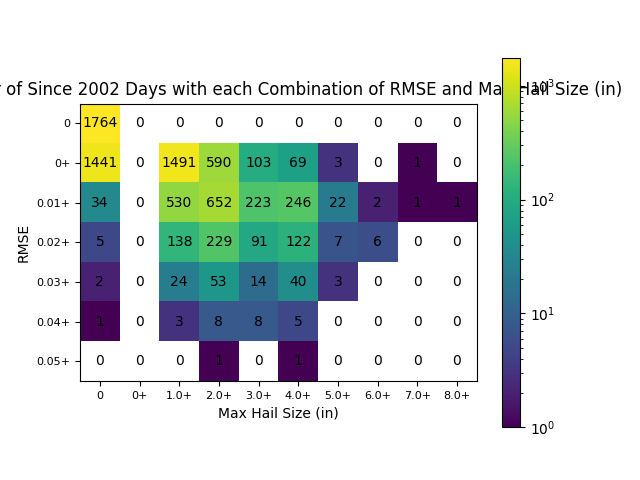 of Since 2002 Days with each Combination of RMSE and Max Hail Size (in)
0 1764 0 0 0 0 0 0 0 0 0
0+ 1441 0 1491 590 103 69 3 0 1 0
0.01+ 34 0 530 652 223 246 22 2 1 1
0.02+ 5 0 138 229 91 122 7 6 0 0
0.03+ 2 0 24 53 14 40 3 0 0 0
0.04+ 1 0 3 8 8 5 0 0 0 0
0.05+ 0 0 0 1 0 1 0 0 0 0
0 0+ 1.0+ 2.0+ 3.0+ 4.0+ 5.0+ 6.0+ 7.0+ 8.0+
Max Hail Size (in)
RMSE
10³
10²
10¹
10⁰